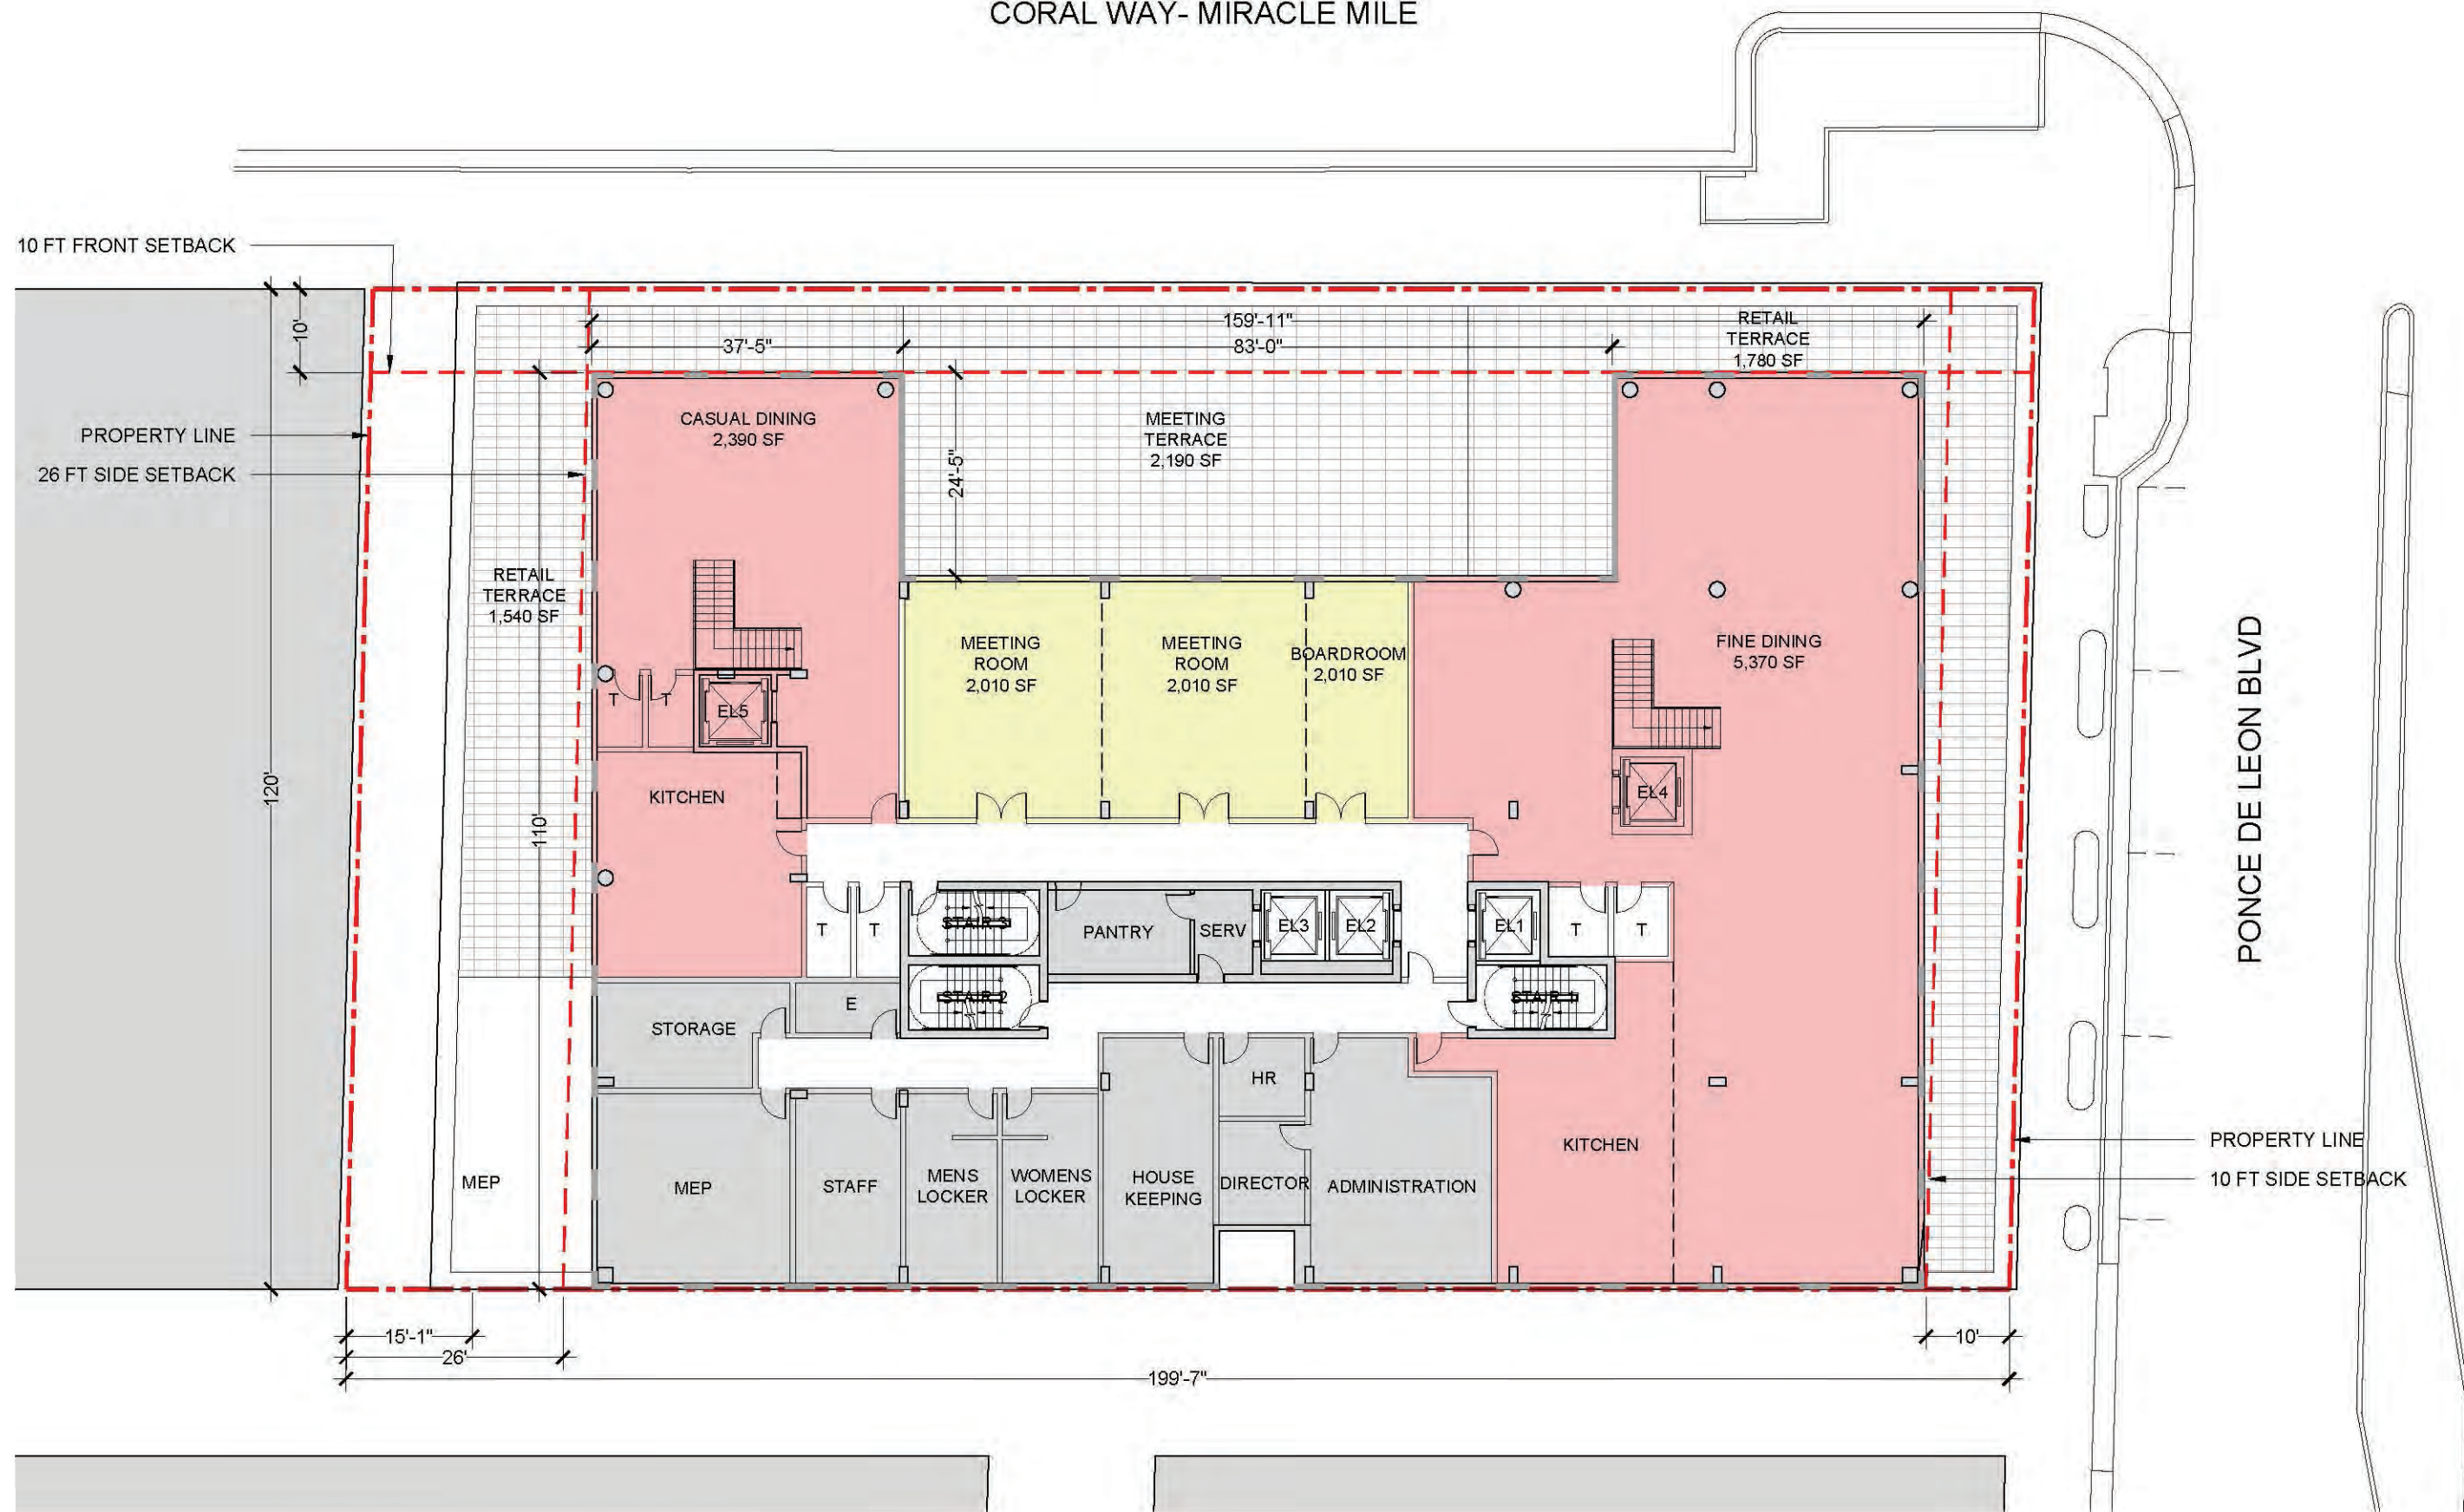 CORAL WAY- MIRACLE MILE
10 FT FRONT SETBACK
10'
159'-11"
37'-5"
83'-0"
RETAIL
TERRACE
1,780 SF
PROPERTY LINE
26 FT SIDE SETBACK
CASUAL DINING
2,390 SF
MEETING
TERRACE
2,190 SF
24'-5"
RETAIL
TERRACE
1,540 SF
MEETING
ROOM
2,010 SF
MEETING
ROOM
2,010 SF
BOARDROOM
2,010 SF
FINE DINING
5,370 SF
T
T
EL5
EL4
KITCHEN
120'
110'
PONCE DE LEON BLVD
T
T
STAIR 3
PANTRY
SERV
EL3
EL2
EL1
T
T
STORAGE
E
STAIR 2
STAIR 1
HR
KITCHEN
MEP
MEP
STAFF
MENS
LOCKER
WOMENS
LOCKER
HOUSE
KEEPING
DIRECTOR
ADMINISTRATION
PROPERTY LINE
10 FT SIDE SETBACK
15'-1"
26'
10'
199'-7"